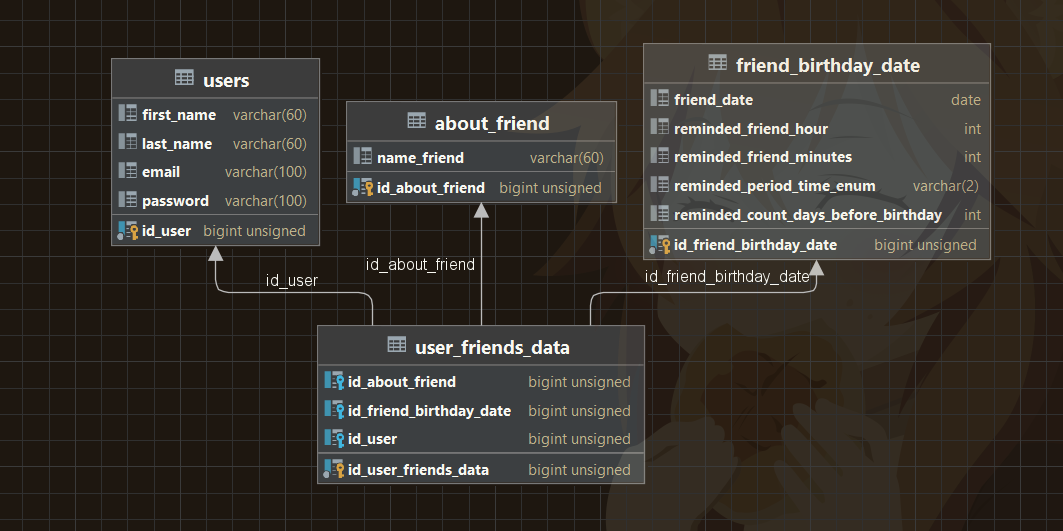 users
first_name varchar(60)
last_name varchar(60)
email varchar(100)
password varchar(100)
id_user bigint unsigned
about_friend
name_friend varchar(60)
id_about_friend bigint unsigned
friend_birthday_date
friend_date date
reminded_friend_hour int
reminded_friend_minutes int
reminded_period_time_enum varchar(2)
reminded_count_days_before_birthday int
id_friend_birthday_date bigint unsigned
id_user
id_about_friend
id_friend_birthday_date
user_friends_data
id_about_friend bigint unsigned
id_friend_birthday_date bigint unsigned
id_user bigint unsigned
id_user_friends_data bigint unsigned